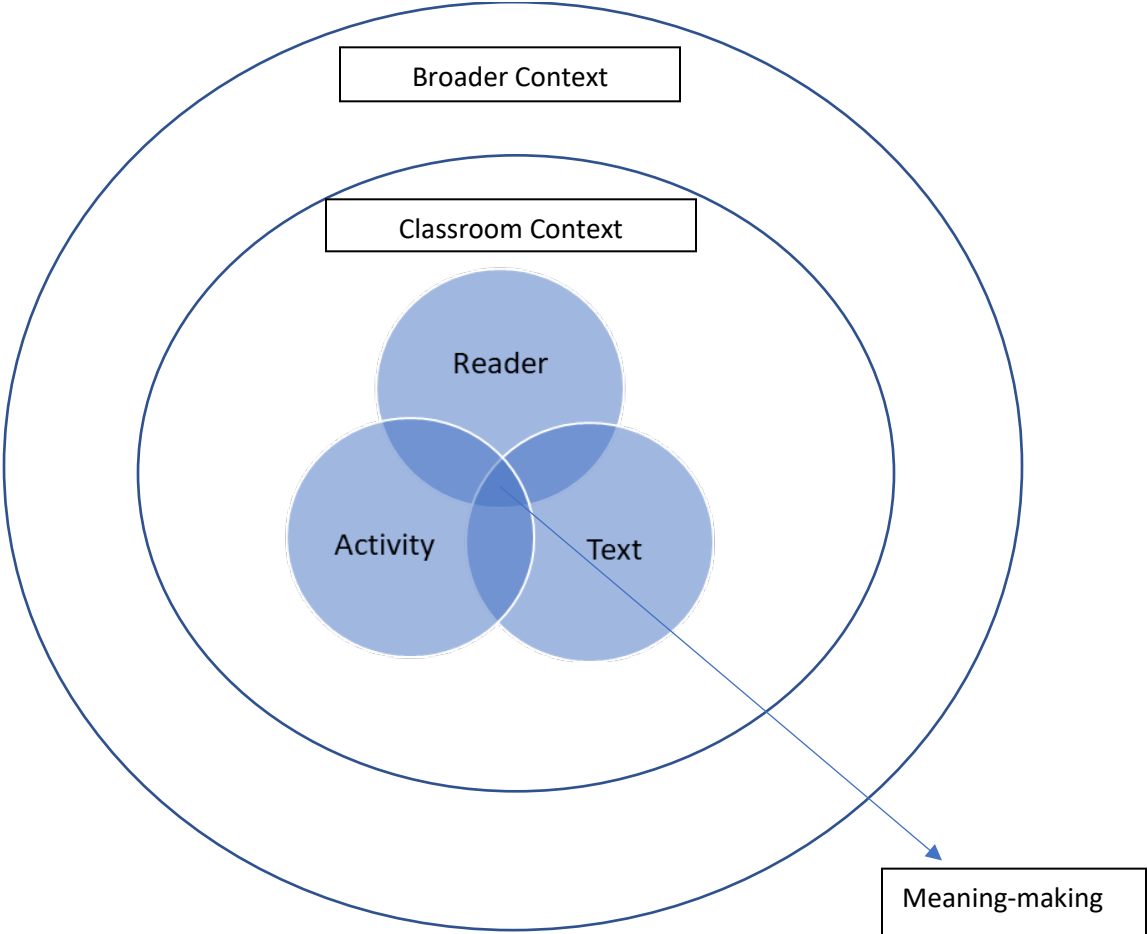 Broader Context
Classroom Context
Reader
Activity
Text
Meaning-making